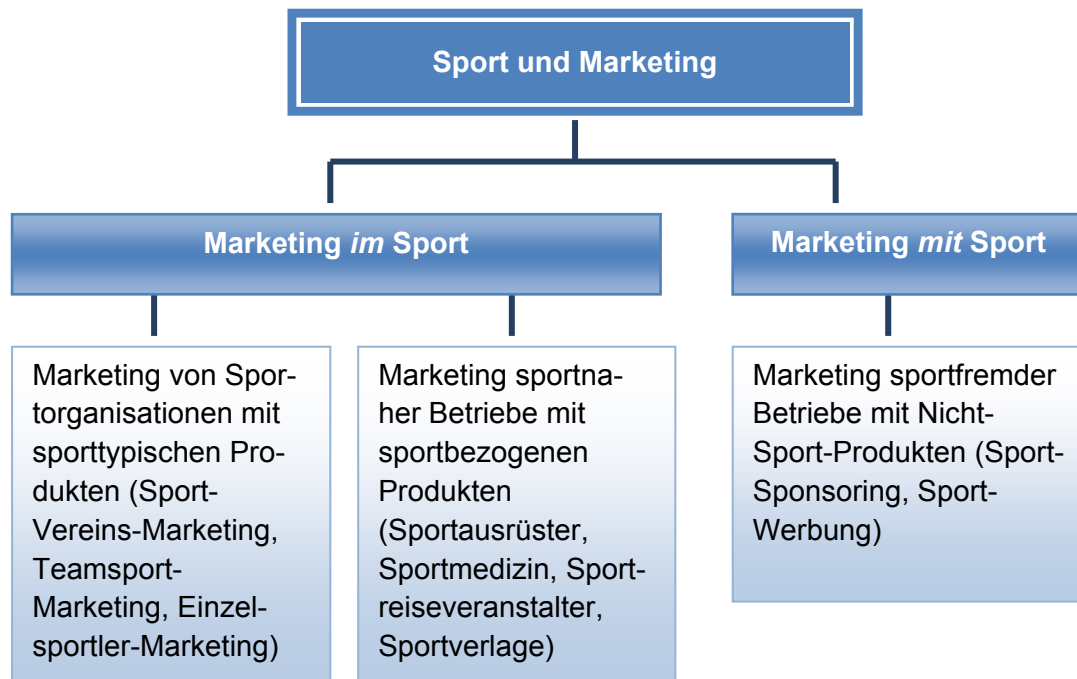 Sport und Marketing
Marketing im Sport
Marketing mit Sport
Marketing von Spor-
torganisationen mit
sporttypischen Pro-
dukten (Sport-
Vereins-Marketing,
Teamsport-
Marketing, Einzel-
sportler-Marketing)
Marketing sportna-
her Betriebe mit
sportbezogenen
Produkten
(Sportausrüster,
Sportmedizin, Sport-
reiseveranstalter,
Sportverlage)
Marketing sportfremder
Betriebe mit Nicht-
Sport-Produkten (Sport-
Sponsoring, Sport-
Werbung)